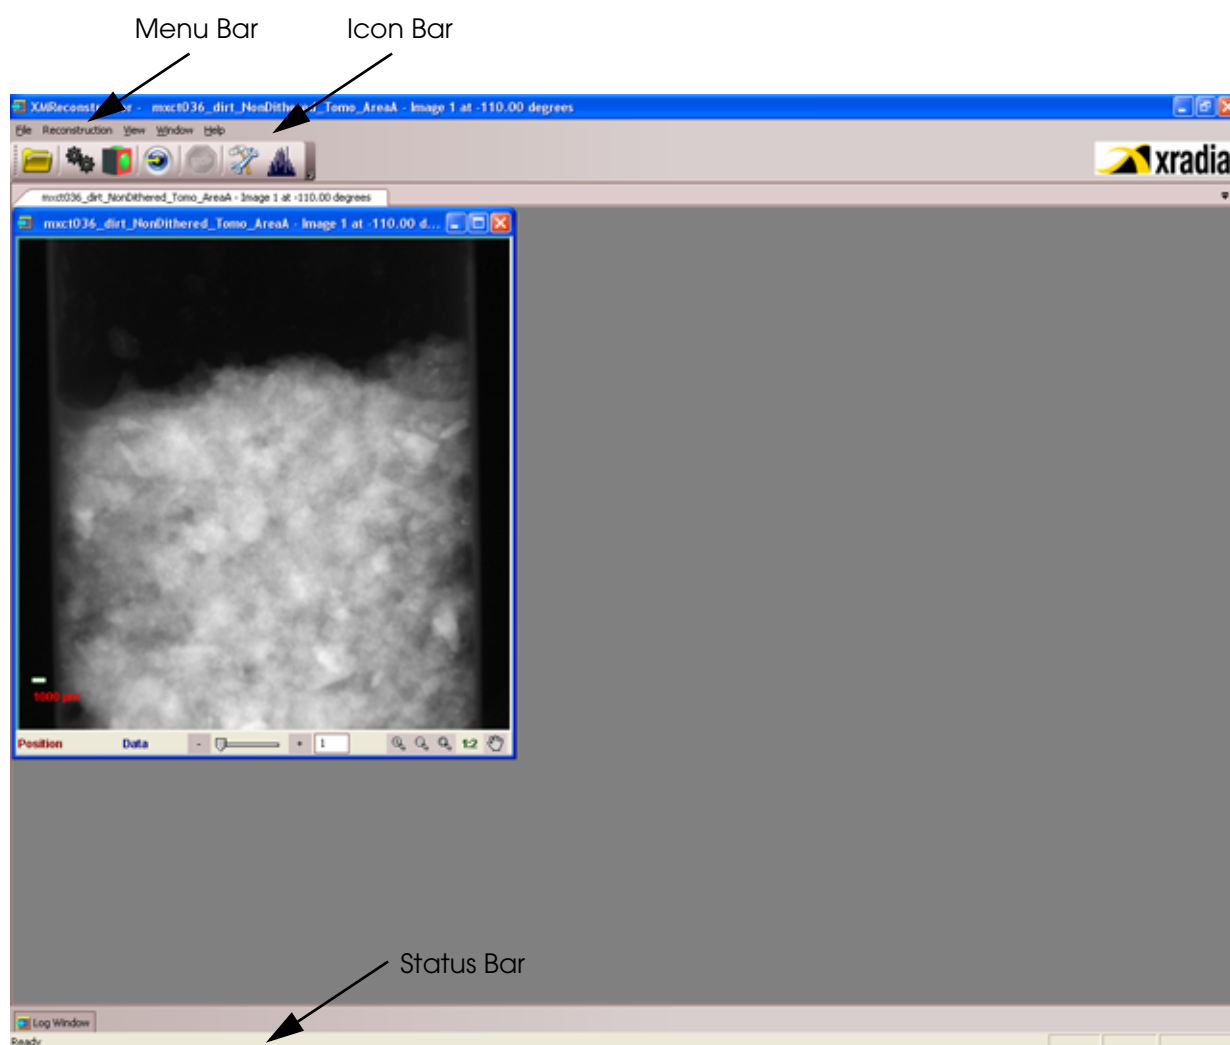 Menu Bar Icon Bar
XMReconstructor - mxct036_dirt_NonDithered_Tomo_AreaA - Image 1 at -110.00 degrees
File Reconstruction View Window Help
xradia
mxct036_dirt_NonDithered_Tomo_AreaA - Image 1 at -110.00 degrees
mxct036_dirt_NonDithered_Tomo_AreaA - Image 1 at -110.00 d...
1000 µm
Position Data - + 1 1:2
Status Bar
Log Window
Ready